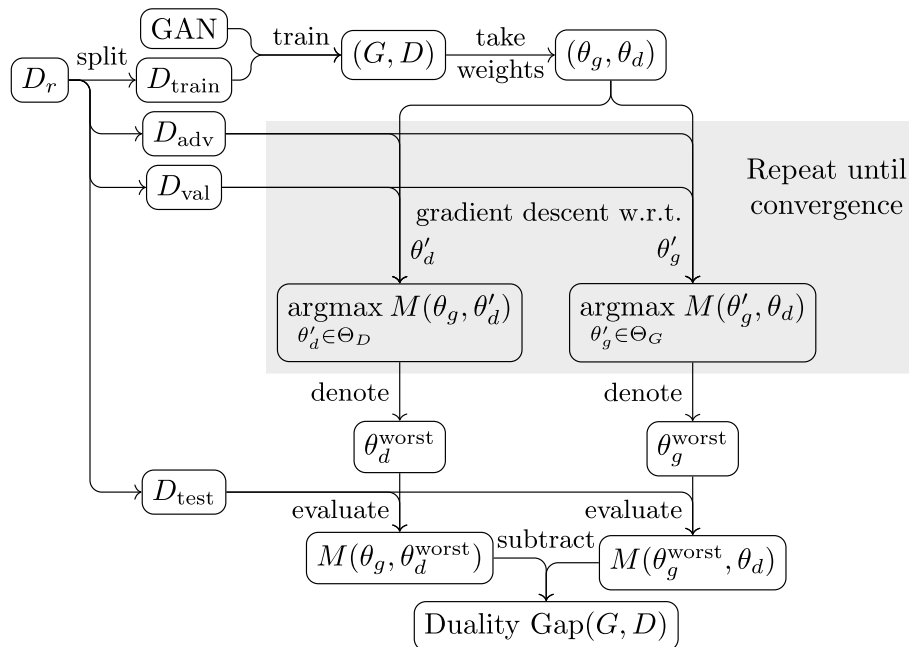 GAN
train
(G, D)
take
weights
(θ_g, θ_d)
split
D_r
D_train
D_adv
D_val
Repeat until
convergence
gradient descent w.r.t.
θ′_d
θ′_g
argmax M(θ_g, θ′_d)
θ′_d∈Θ_D
argmax M(θ′_g, θ_d)
θ′_g∈Θ_G
denote
denote
θ_d^worst
θ_g^worst
D_test
evaluate
evaluate
M(θ_g, θ_d^worst)
subtract
M(θ_g^worst, θ_d)
Duality Gap(G, D)